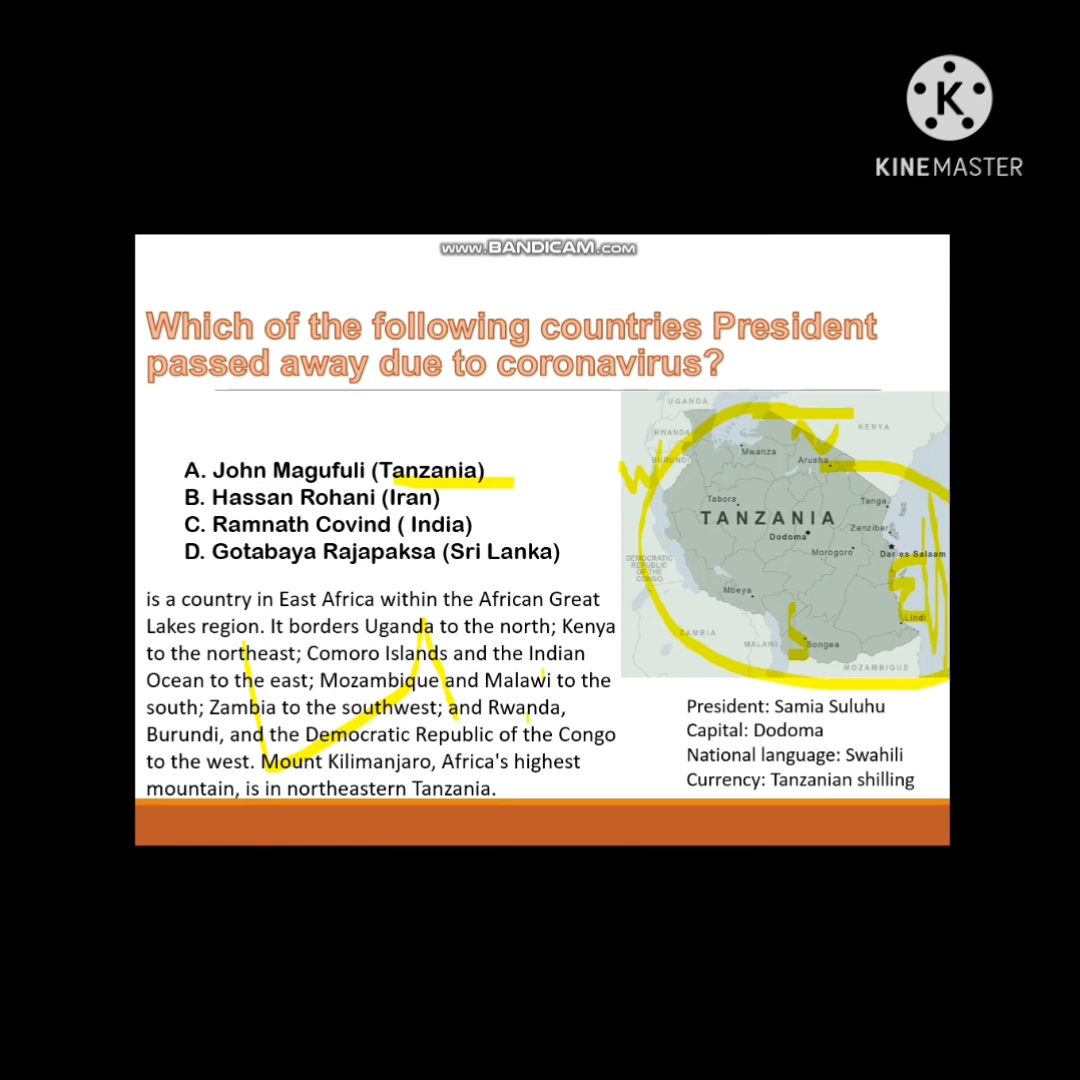 K
KINEMASTER
www.BANDICAM.com
Which of the following countries President
passed away due to coronavirus?
A. John Magufuli (Tanzania)
B. Hassan Rohani (Iran)
C. Ramnath Covind ( India)
D. Gotabaya Rajapaksa (Sri Lanka)
is a country in East Africa within the African Great
Lakes region. It borders Uganda to the north; Kenya
to the northeast; Comoro Islands and the Indian
Ocean to the east; Mozambique and Malawi to the
south; Zambia to the southwest; and Rwanda,
Burundi, and the Democratic Republic of the Congo
to the west. Mount Kilimanjaro, Africa's highest
mountain, is in northeastern Tanzania.
UGANDA
KENYA
RWANDA
N
BURUNDI
W
Mwanza
Arusha
Tabora
Tanga
TANZANIA
Zanzibar
Dodoma
Morogoro
Dar es Salaam
DEMOCRATIC
REPUBLIC
OF THE
CONGO
Mbeya
E
Lindi
S
ZAMBIA
MALAWI
Songea
MOZAMBIQUE
President: Samia Suluhu
Capital: Dodoma
National language: Swahili
Currency: Tanzanian shilling